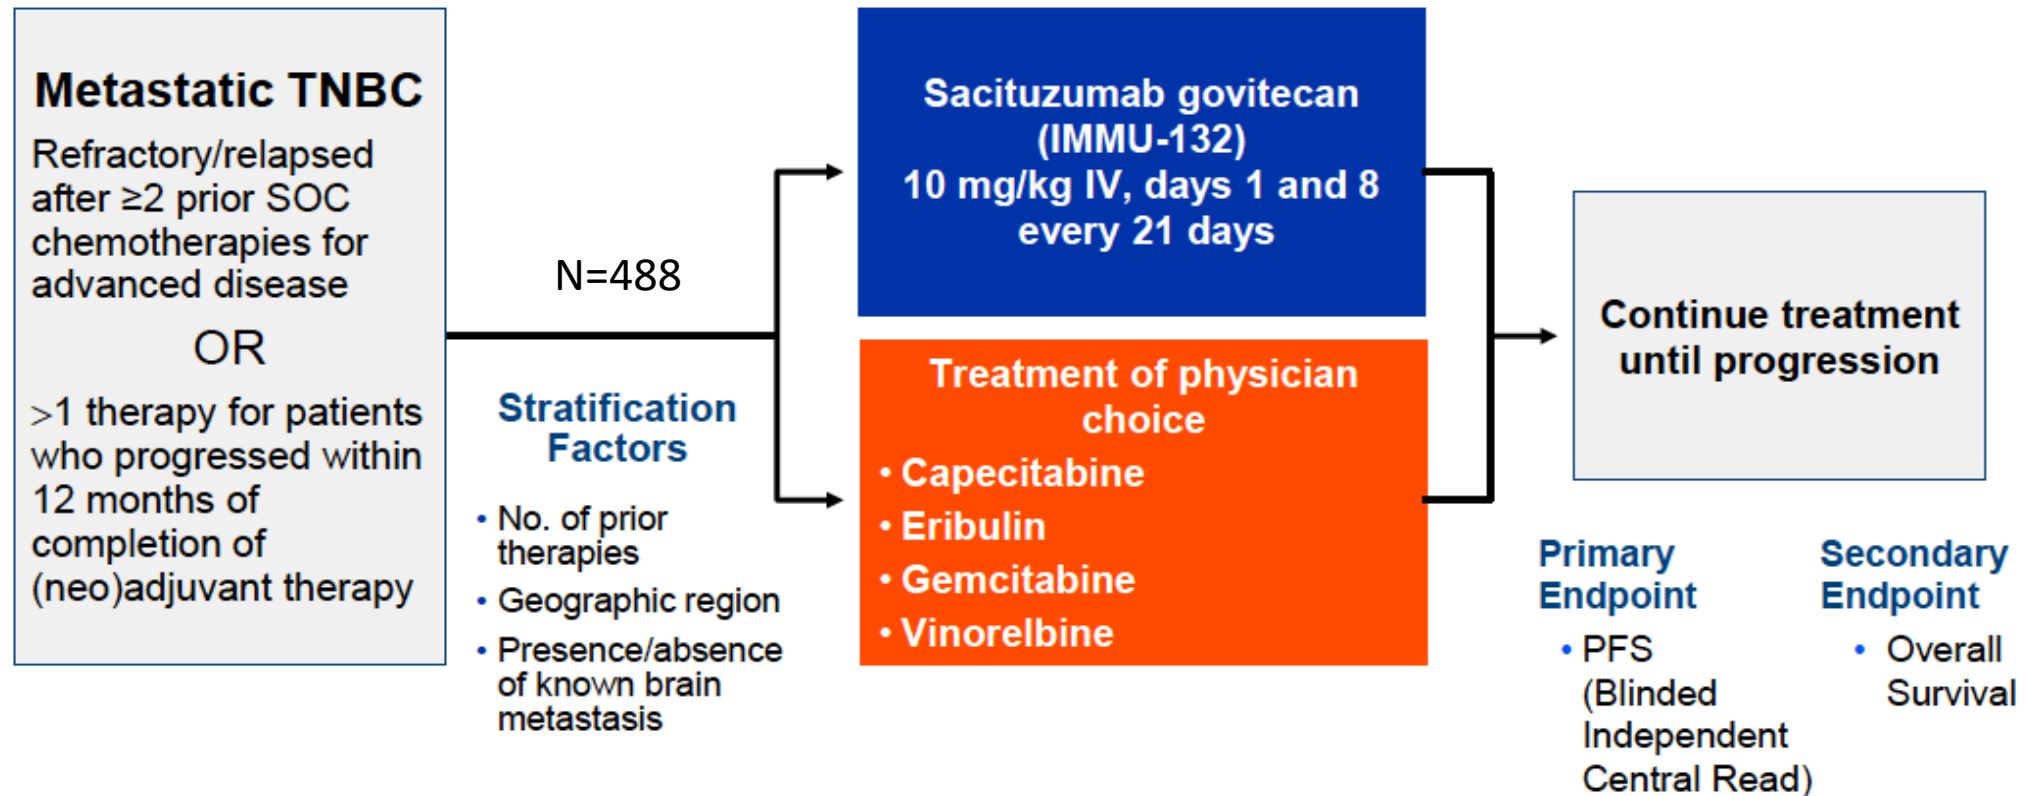 Metastatic TNBC
Refractory/relapsed
after ≥2 prior SOC
chemotherapies for
advanced disease
OR
>1 therapy for patients
who progressed within
12 months of
completion of
(neo)adjuvant therapy
N=488
Stratification
Factors
• No. of prior
therapies
• Geographic region
• Presence/absence
of known brain
metastasis
Sacituzumab govitecan
(IMMU-132)
10 mg/kg IV, days 1 and 8
every 21 days
Treatment of physician
choice
• Capecitabine
• Eribulin
• Gemcitabine
• Vinorelbine
Continue treatment
until progression
Primary
Endpoint
• PFS
(Blinded
Independent
Central Read)
Secondary
Endpoint
• Overall
Survival